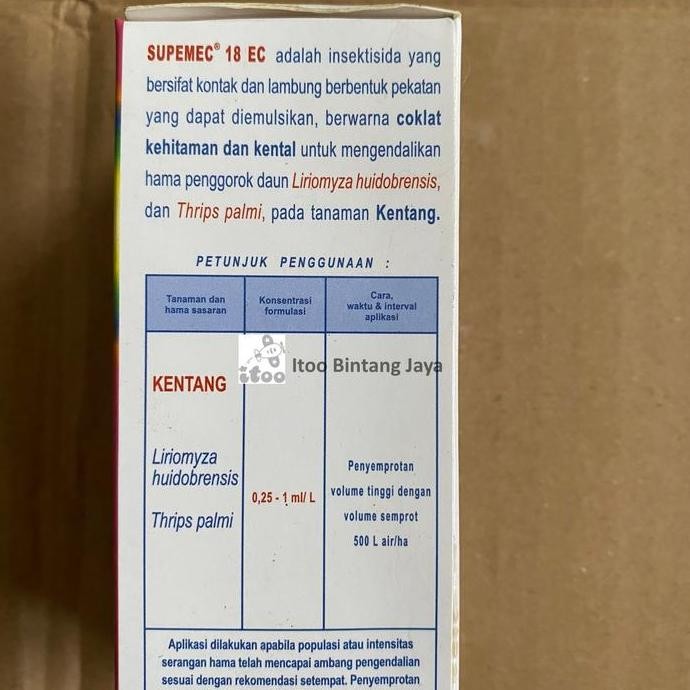 SUPEMEC® 18 EC adalah insektisida yang
bersifat kontak dan lambung berbentuk pekatan
yang dapat diemulsikan, berwarna coklat
kehitaman dan kental untuk mengendalikan
hama penggorok daun Liriomyza huidobrensis,
dan Thrips palmi, pada tanaman Kentang.
PETUNJUK PENGGUNAAN :
Tanaman dan
hama sasaran
Konsentrasi
formulasi
Cara,
waktu & interval
aplikasi
itoo
Itoo Bintang Jaya
KENTANG
Liriomyza
huidobrensis
Thrips palmi
0,25 - 1 ml/ L
Penyemprotan
volume tinggi dengan
volume semprot
500 L air/ha
Aplikasi dilakukan apabila populasi atau intensitas
serangan hama telah mencapai ambang pengendalian
sesuai dengan rekomendasi setempat. Penyemprotan